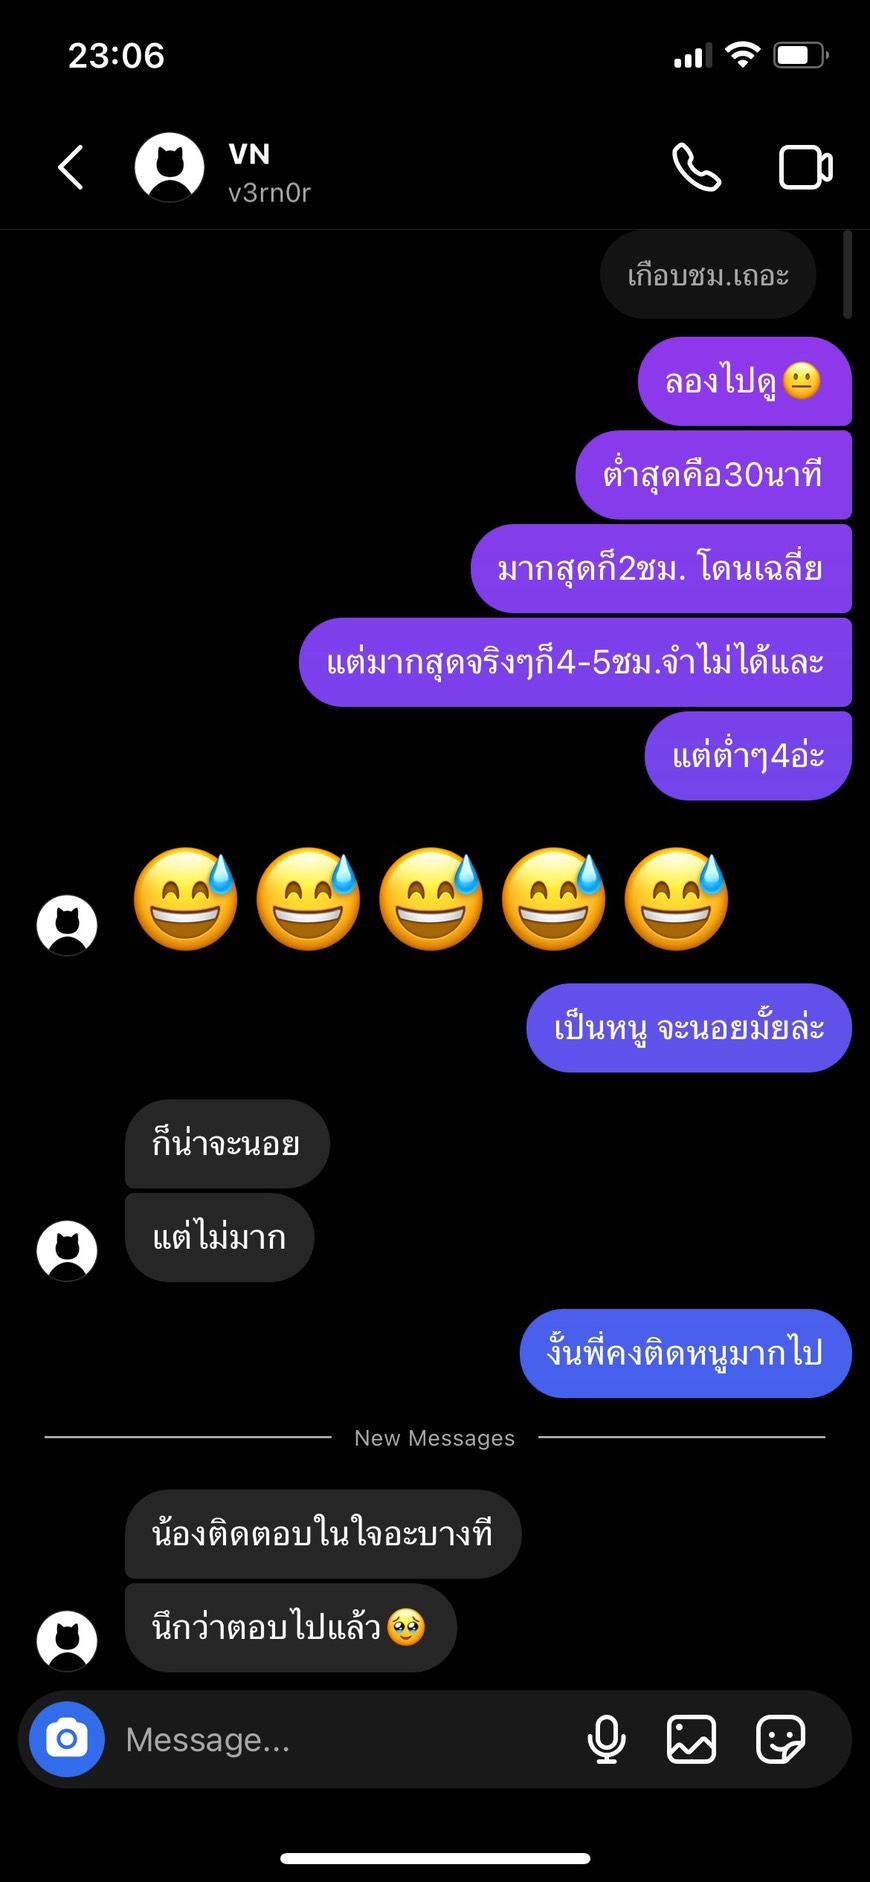 23:06
VN
v3rn0r
เกือบชม.เถอะ
ลองไปดู😐
ต่ำสุดคือ30นาที
มากสุดก็2ชม. โดนเฉลี่ย
แต่มากสุดจริงๆก็4-5ชม.จำไม่ได้และ
แต่ต่ำๆ4อ่ะ
😅😅😅😅😅
เป็นหนู จะนอยมั้ยล่ะ
ก็น่าจะนอย
แต่ไม่มาก
งั้นพี่คงติดหนูมากไป
New Messages
น้องติดตอบในใจอะบางที
นึกว่าตอบไปแล้ว🥹
Message...